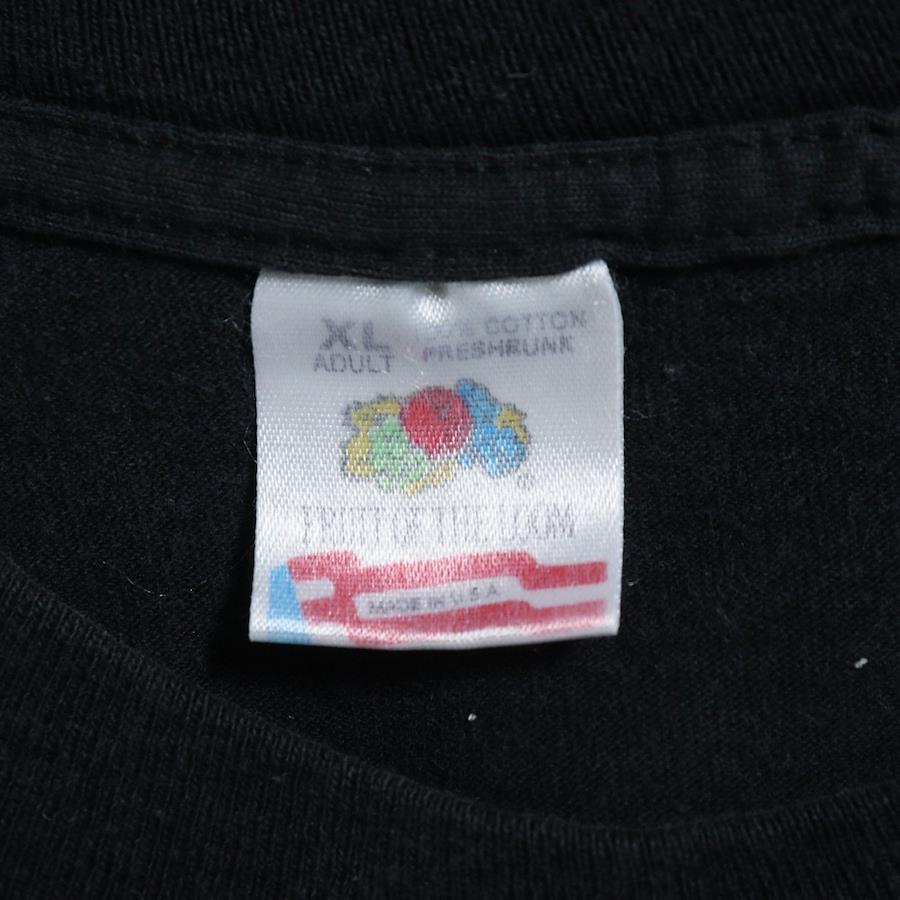 XL COTTON
ADULT PRESHRUNK
®
FRUIT OF THE LOOM
MADE IN U.S.A.